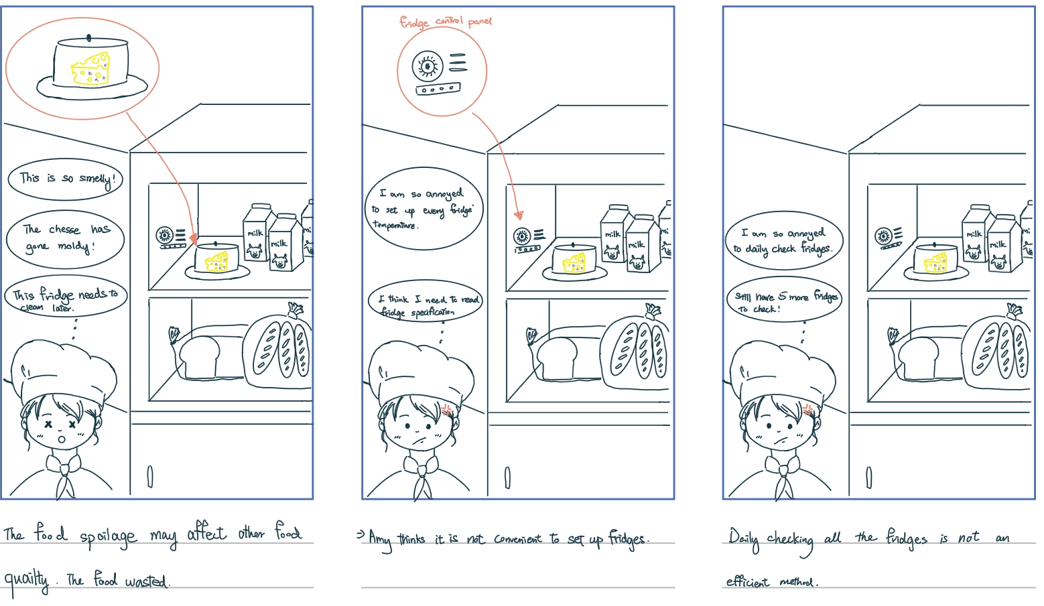 This is so smelly!
The chesse has
gone moldy!
This fridge needs to
clean later.
milk
milk
The food spoilage may affect other food
quailty. The food wasted.
fridge control panel
I am so annoyed
to set up every fridge'
temperature.
I think I need to read
fridge specification
milk
milk
⇒ Amy thinks it is not convenient to set up fridges.
I am so annoyed
to daily check fridges.
Still have 5 more fridges
to check!
milk
milk
Daily checking all the fridges is not an
efficient method.